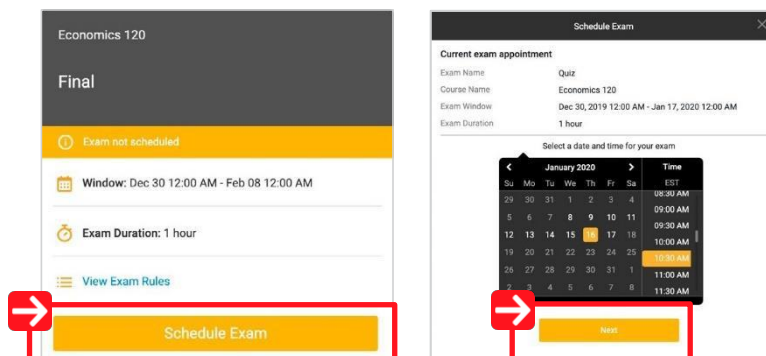 Economics 120
Final
Exam not scheduled
Window: Dec 30 12:00 AM - Feb 08 12:00 AM
Exam Duration: 1 hour
View Exam Rules
Schedule Exam
Schedule Exam
Current exam appointment
Exam Name Quiz
Course Name Economics 120
Exam Window Dec 30, 2019 12:00 AM - Jan 17, 2020 12:00 AM
Exam Duration 1 hour
Select a date and time for your exam
January 2020 Time
Su Mo Tu We Th Fr Sa EST
29 30 31 1 2 3 4 08:30 AM
5 6 7 8 9 10 11 09:00 AM
09:30 AM
12 13 14 15 16 17 18 10:00 AM
19 20 21 22 23 24 25 10:30 AM
26 27 28 29 30 31 1 11:00 AM
2 3 4 5 6 7 8 11:30 AM
Next